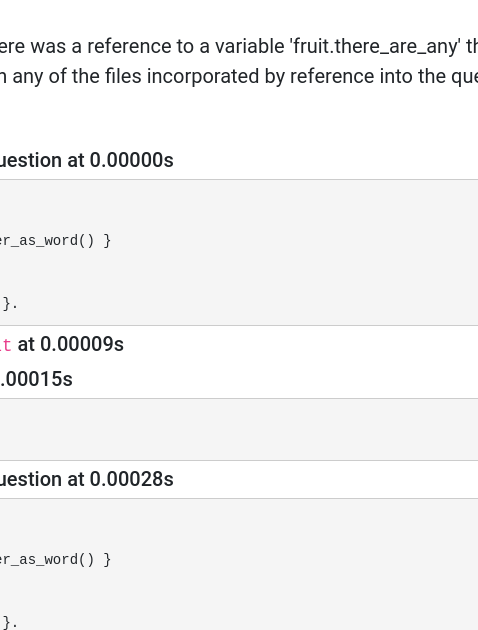 ere was a reference to a variable 'fruit.there_are_any' th
n any of the files incorporated by reference into the que
uestion at 0.00000s
er_as_word() }
}.
it at 0.00009s
.00015s
uestion at 0.00028s
er_as_word() }
}.